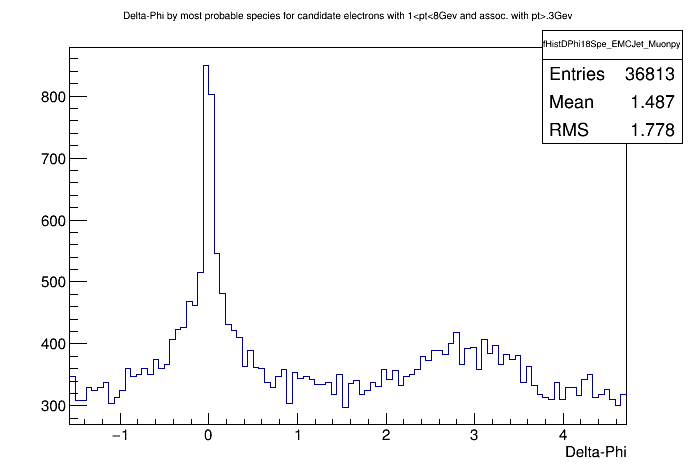 Delta-Phi by most probable species for candidate electrons with 1<pt<8Gev and assoc. with pt>.3Gev
fHistDPhi18Spe_EMCJet_Muonpy
Entries 36813
Mean 1.487
RMS 1.778
800
700
600
500
400
300
−1 0 1 2 3 4
Delta-Phi